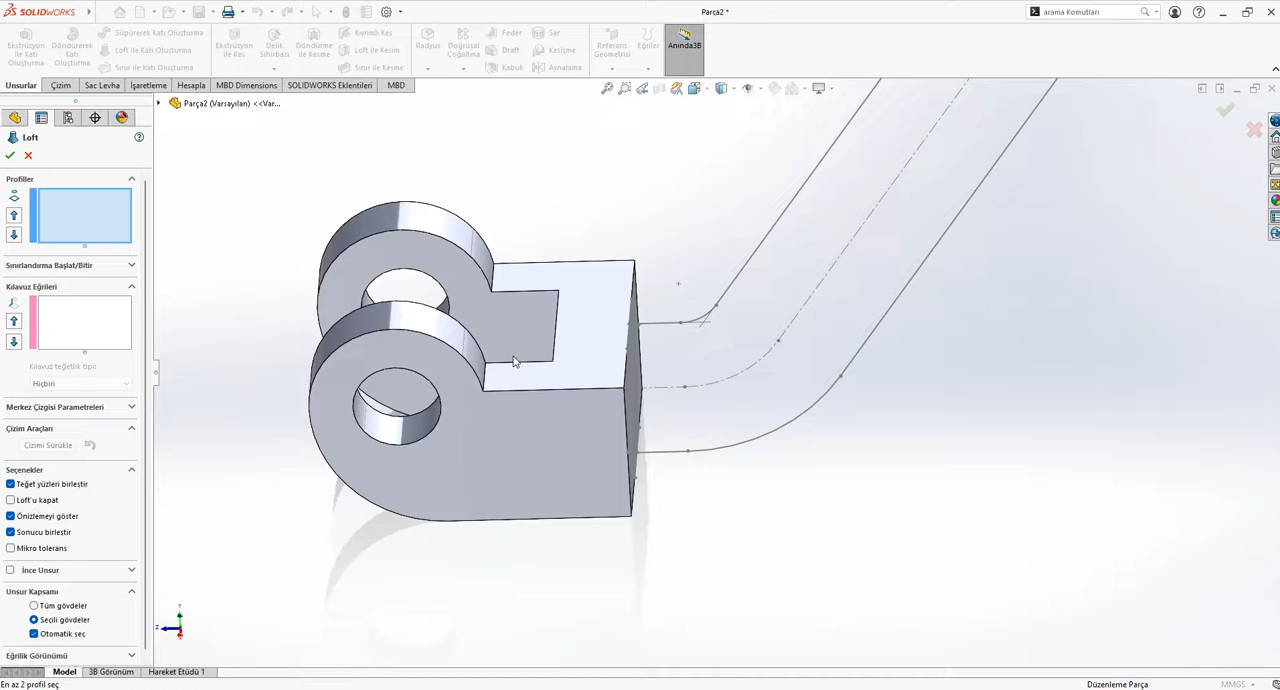 SOLIDWORKS
Parça2 *
arama Komutları
Ekstrüzyon ile Katı Oluşturma
Döndürerek Katı Oluşturma
Süpürerek Katı Oluşturma
Loft ile Katı Oluşturma
Sınır ile Katı Oluşturma
Ekstrüzyon ile Kes
Delik Sihirbazı
Döndürme ile Kesme
Kıvrımlı Kes
Loft ile Kesim
Sınır ile Kesme
Radyus
Doğrusal Çoğaltma
Feder
Draft
Kabuk
Sar
Kesişme
Aynalama
Referans Geometrisi
Eğriler
Anında3B
Unsurlar
Çizim
Sac Levha
İşaretleme
Hesapla
MBD Dimensions
SOLIDWORKS Eklentileri
MBD
Parça2 (Varsayılan) <<Var...
Loft
Profiller
Sınırlandırma Başlat/Bitir
Kılavuz Eğrileri
Kılavuz teğetlik tipi:
Hiçbiri
Merkez Çizgisi Parametreleri
Çizim Araçları
Çizimi Sürükle
Seçenekler
Teğet yüzleri birleştir
Loft'u kapat
Önizlemeyi göster
Sonucu birleştir
Mikro tolerans
İnce Unsur
Unsur Kapsamı
Tüm gövdeler
Seçili gövdeler
Otomatik seç
Eğrilik Görünümü
Y
Z
Model
3B Görünüm
Hareket Etüdü 1
En az 2 profil seç
Düzenleme Parça
MMGS